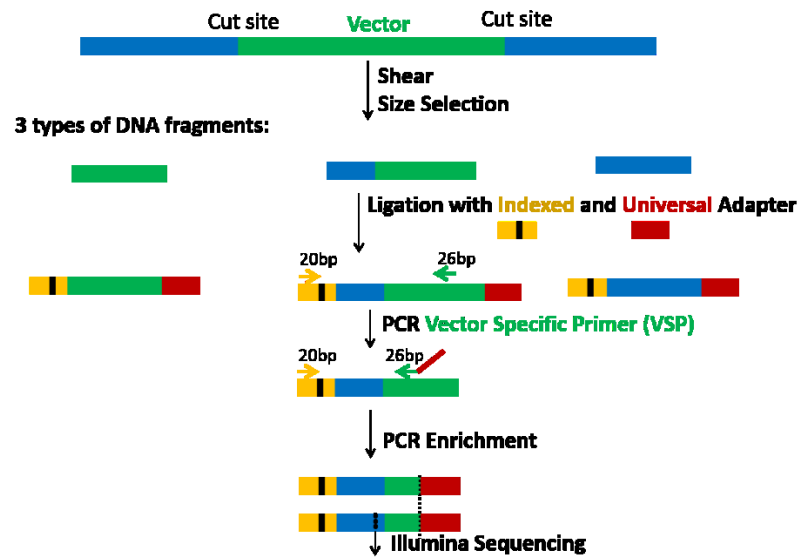 Cut site Vector Cut site
Shear
Size Selection
3 types of DNA fragments:
Ligation with Indexed and Universal Adapter
20bp 26bp
PCR Vector Specific Primer (VSP)
20bp 26bp
PCR Enrichment
Illumina Sequencing